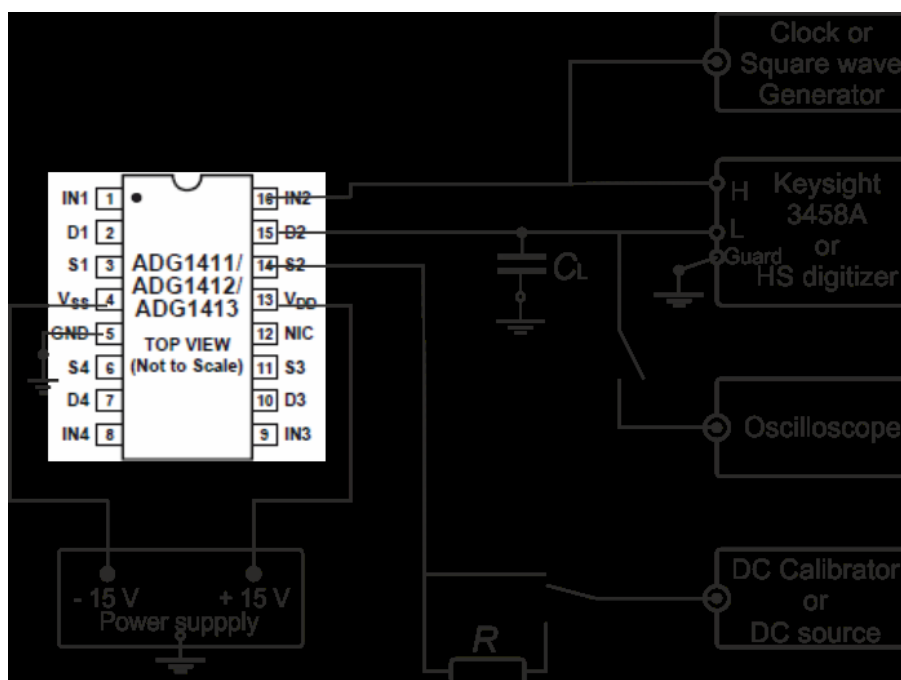 Clock or
Square wave
Generator
H
Keysight
3458A
or
HS digitizer
L
Guard
CL
IN1 1
D1 2
S1 3
VSS 4
GND 5
S4 6
D4 7
IN4 8
16 IN2
15 D2
14 S2
13 VDD
12 NIC
11 S3
10 D3
9 IN3
ADG1411/
ADG1412/
ADG1413
TOP VIEW
(Not to Scale)
Oscilloscope
- 15 V
+ 15 V
Power suppply
DC Calibrator
or
DC source
R